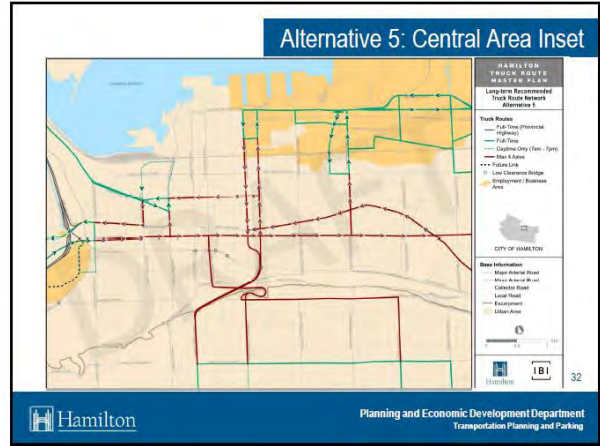 Alternative 5: Central Area Inset
HAMILTON
TRUCK ROUTE
MASTER PLAN
Long-term Recommended
Truck Route Network
Alternative 5
Truck Routes
Full-Time (Provincial
Highway)
Full-Time
Daytime Only (7am - 7pm)
Max 4 Axles
Future Link
Low Clearance Bridge
Employment / Business
Area
CITY OF HAMILTON
Base Information
Major Arterial Road
Minor Arterial Road
Collector Road
Local Road
Escarpment
Urban Area
Hamilton
IBI
32
DRAFT
Hamilton
Planning and Economic Development Department
Transportation Planning and Parking